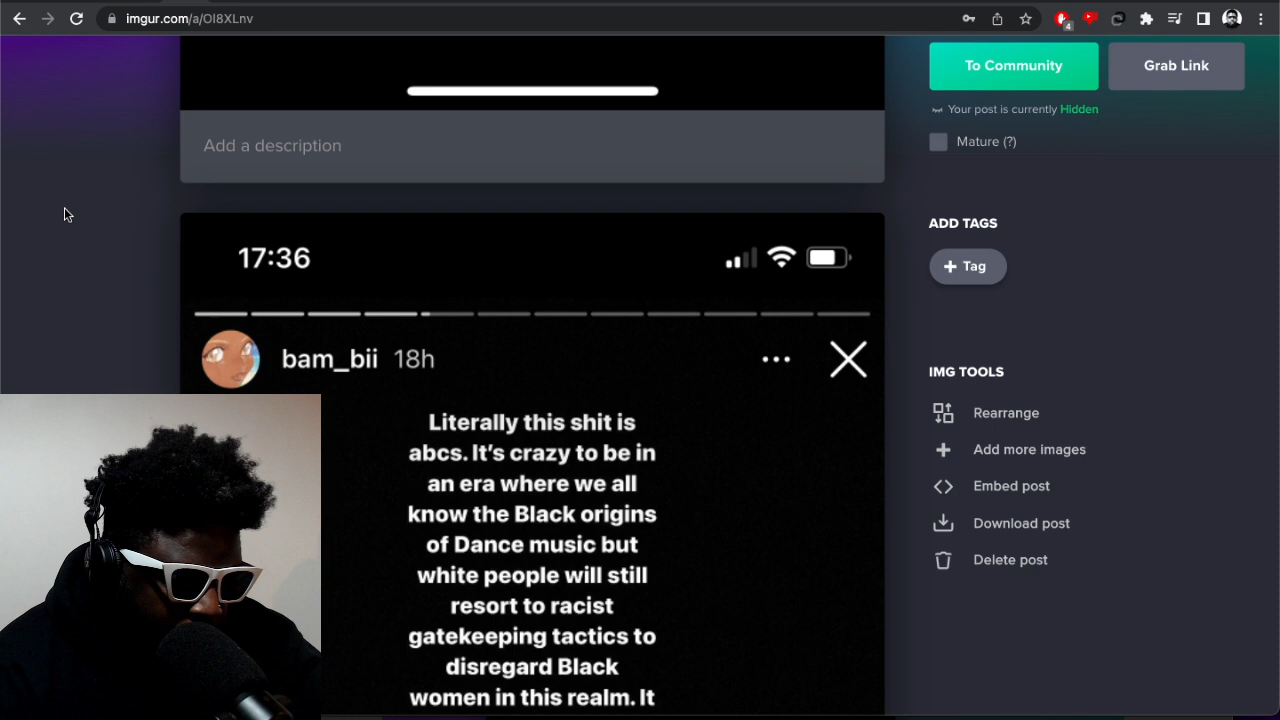 imgur.com/a/OI8XLnv
4
To Community
Grab Link
Add a description
Your post is currently Hidden
Mature (?)
ADD TAGS
+ Tag
17:36
bam_bii 18h
Literally this shit is
abcs. It's crazy to be in
an era where we all
know the Black origins
of Dance music but
white people will still
resort to racist
gatekeeping tactics to
disregard Black
women in this realm. It
IMG TOOLS
Rearrange
Add more images
Embed post
Download post
Delete post